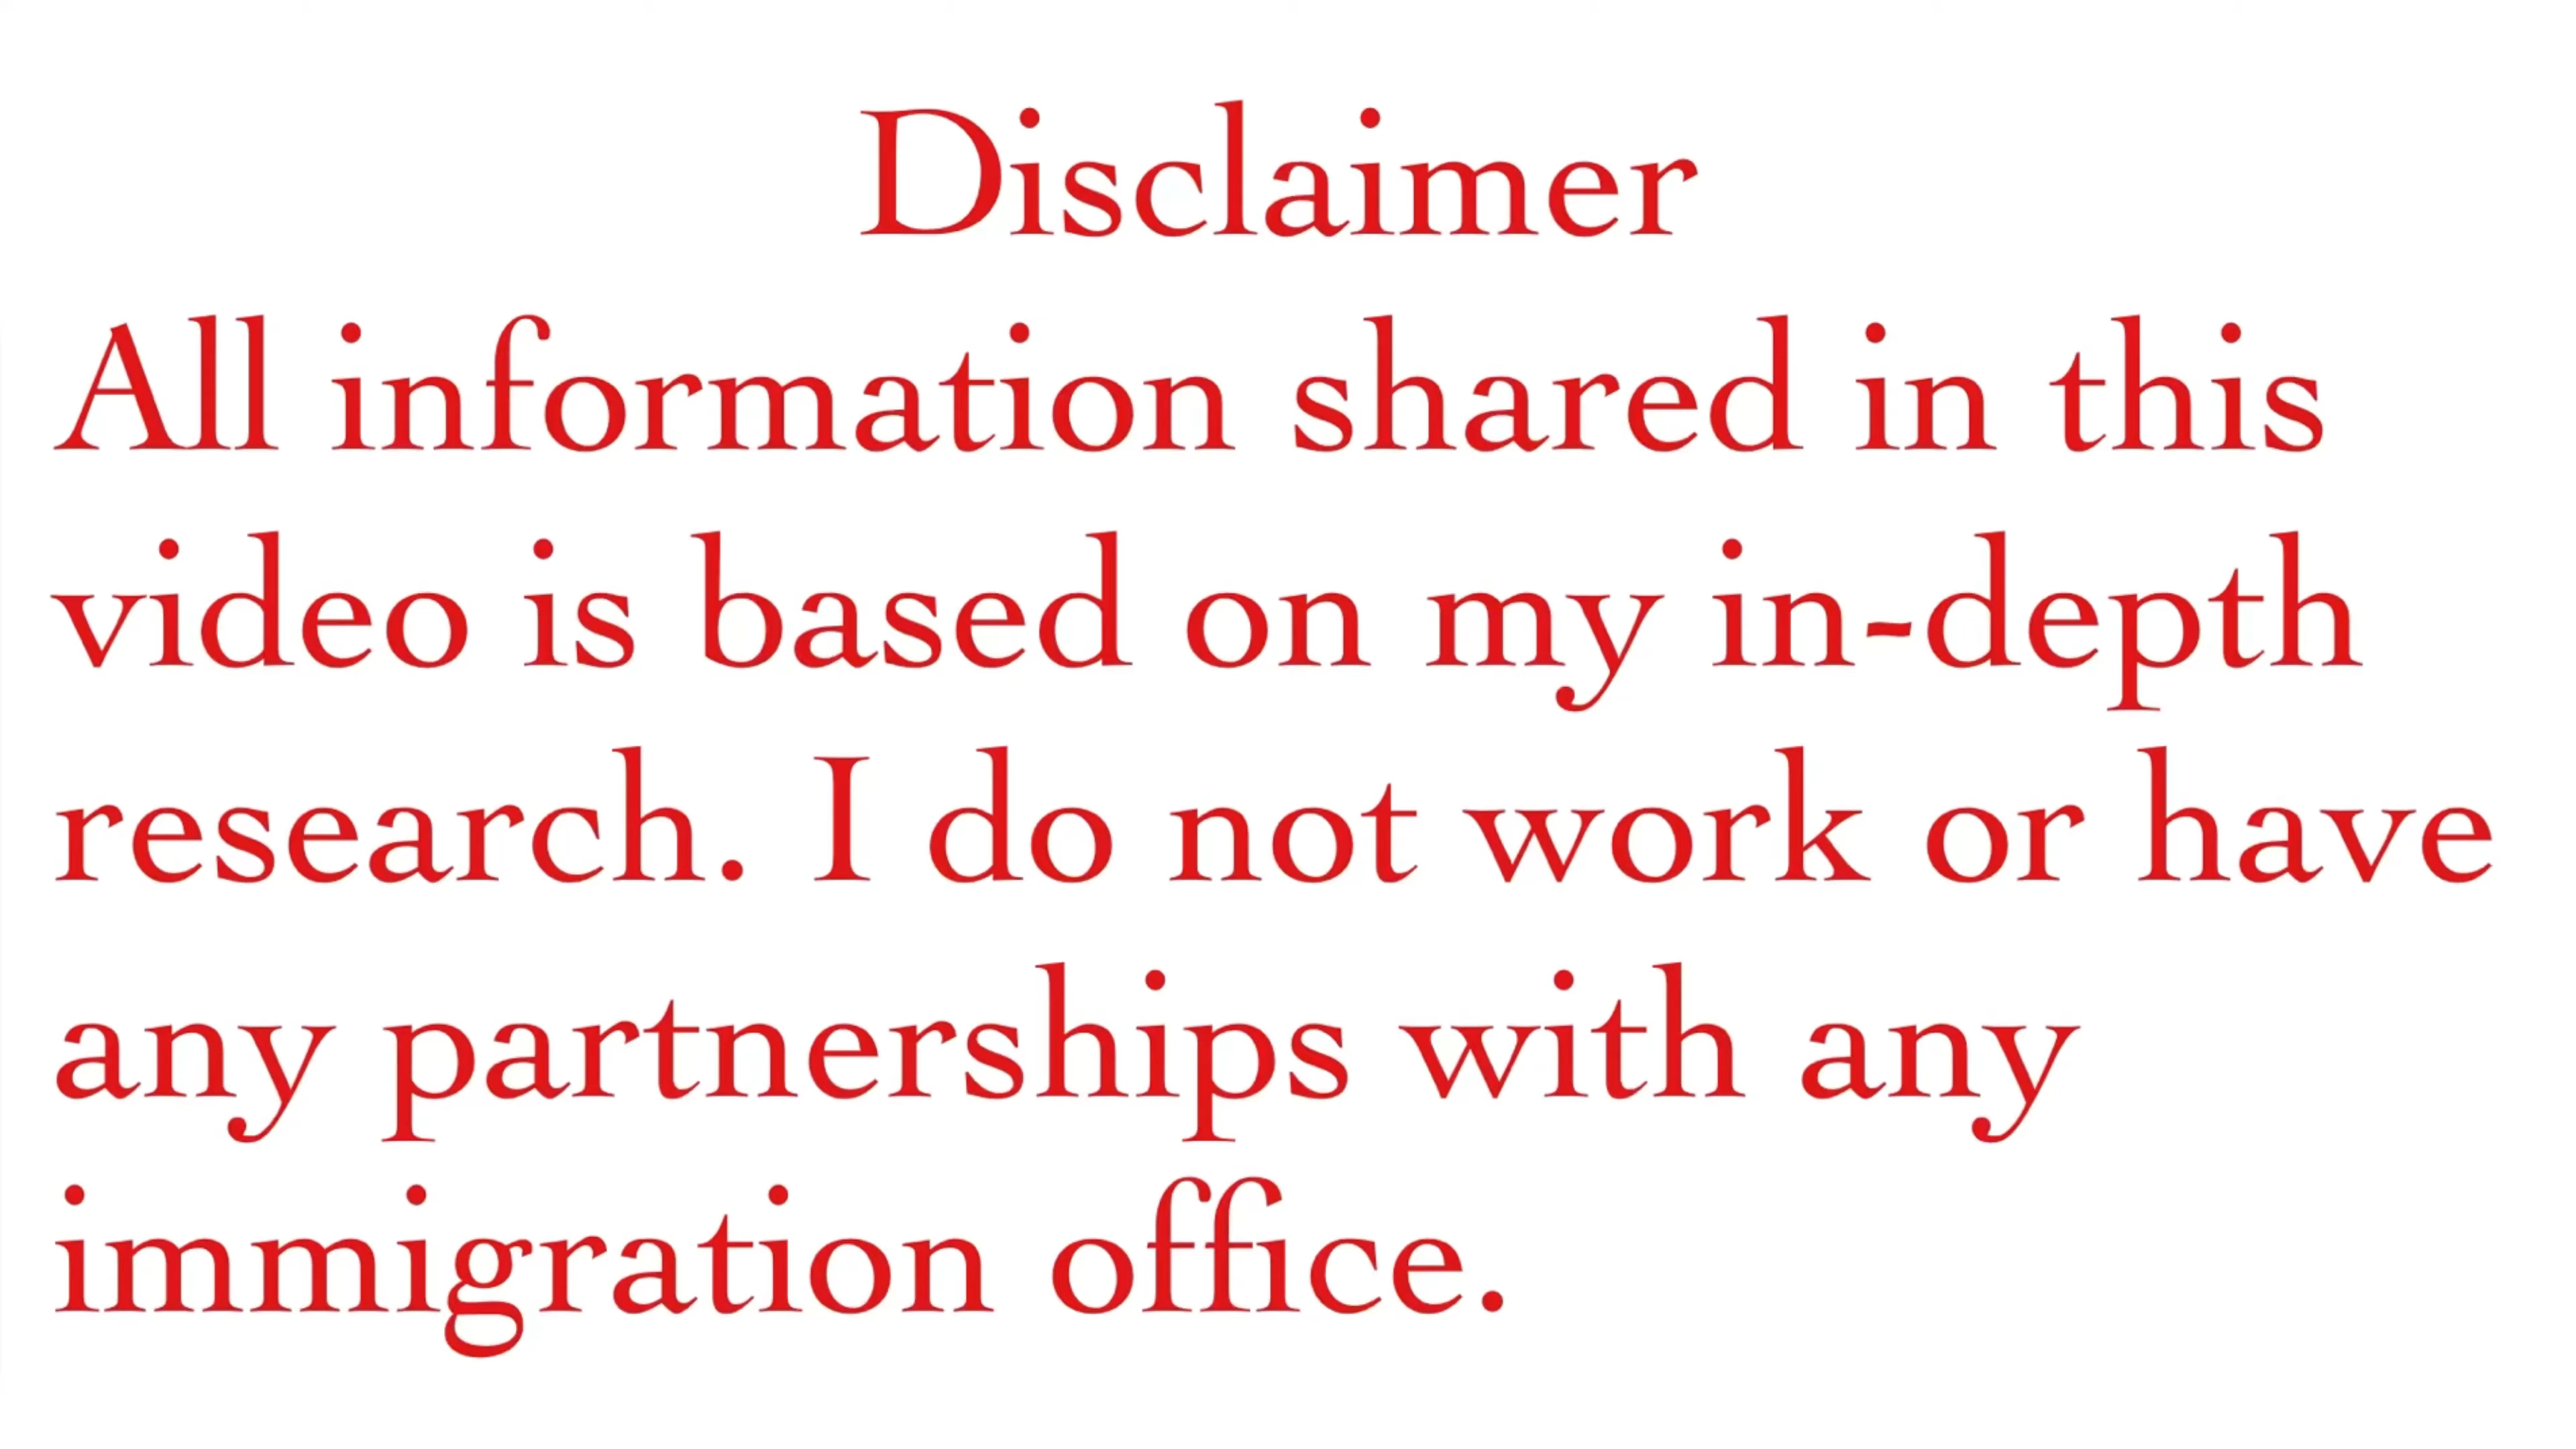 Disclaimer
All information shared in this
video is based on my in-depth
research. I do not work or have
any partnerships with any
immigration office.